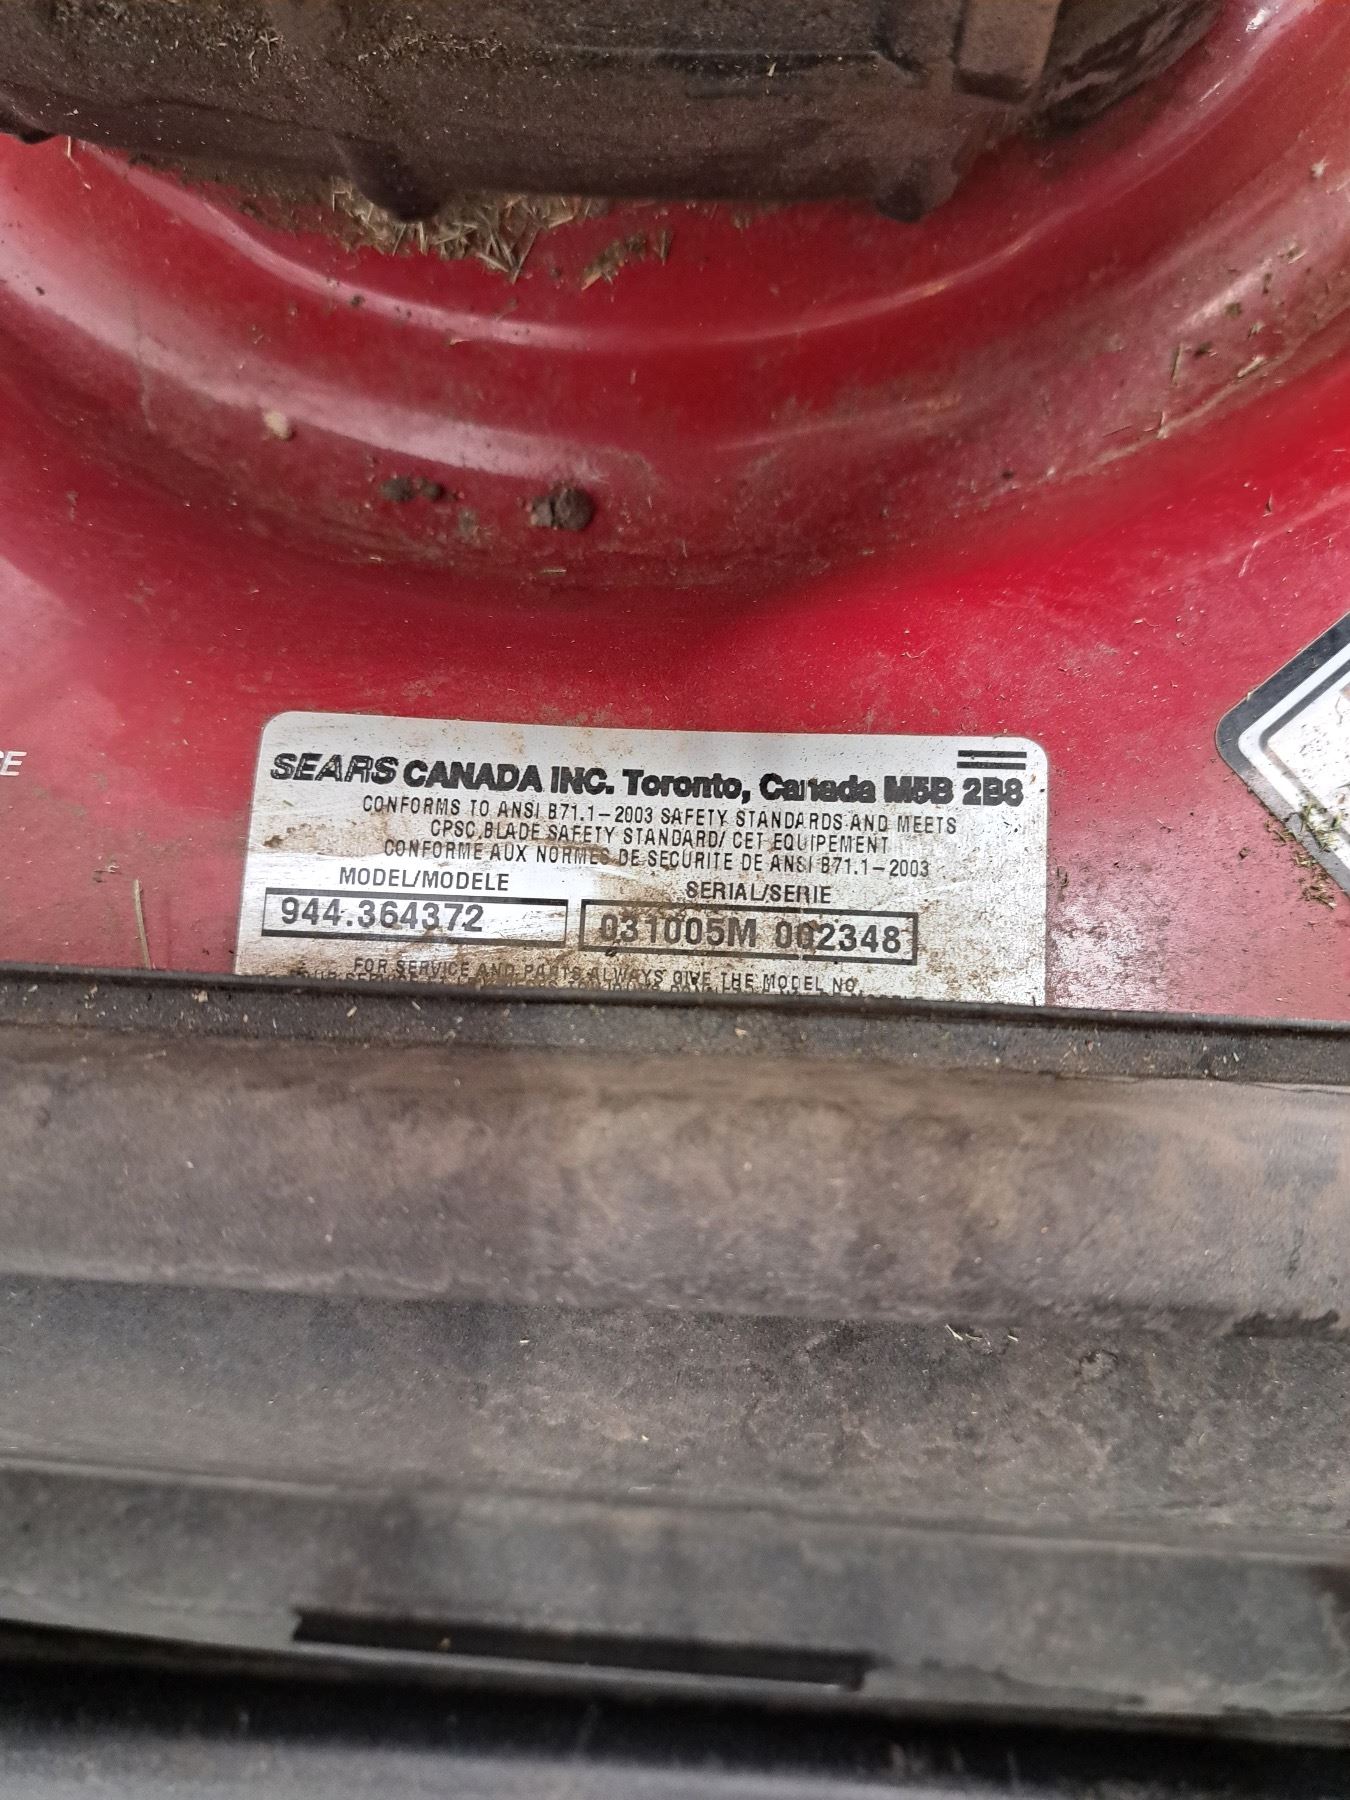 SEARS CANADA INC. Toronto, Canada M5B 2B8
CONFORMS TO ANSI B71.1-2003 SAFETY STANDARDS AND MEETS
CPSC BLADE SAFETY STANDARD/ CET EQUIPEMENT
CONFORME AUX NORMES DE SECURITE DE ANSI B71.1-2003
MODEL/MODELE
SERIAL/SERIE
944.364372
031005M 002348
FOR SERVICE AND PARTS ALWAYS GIVE THE MODEL NO.